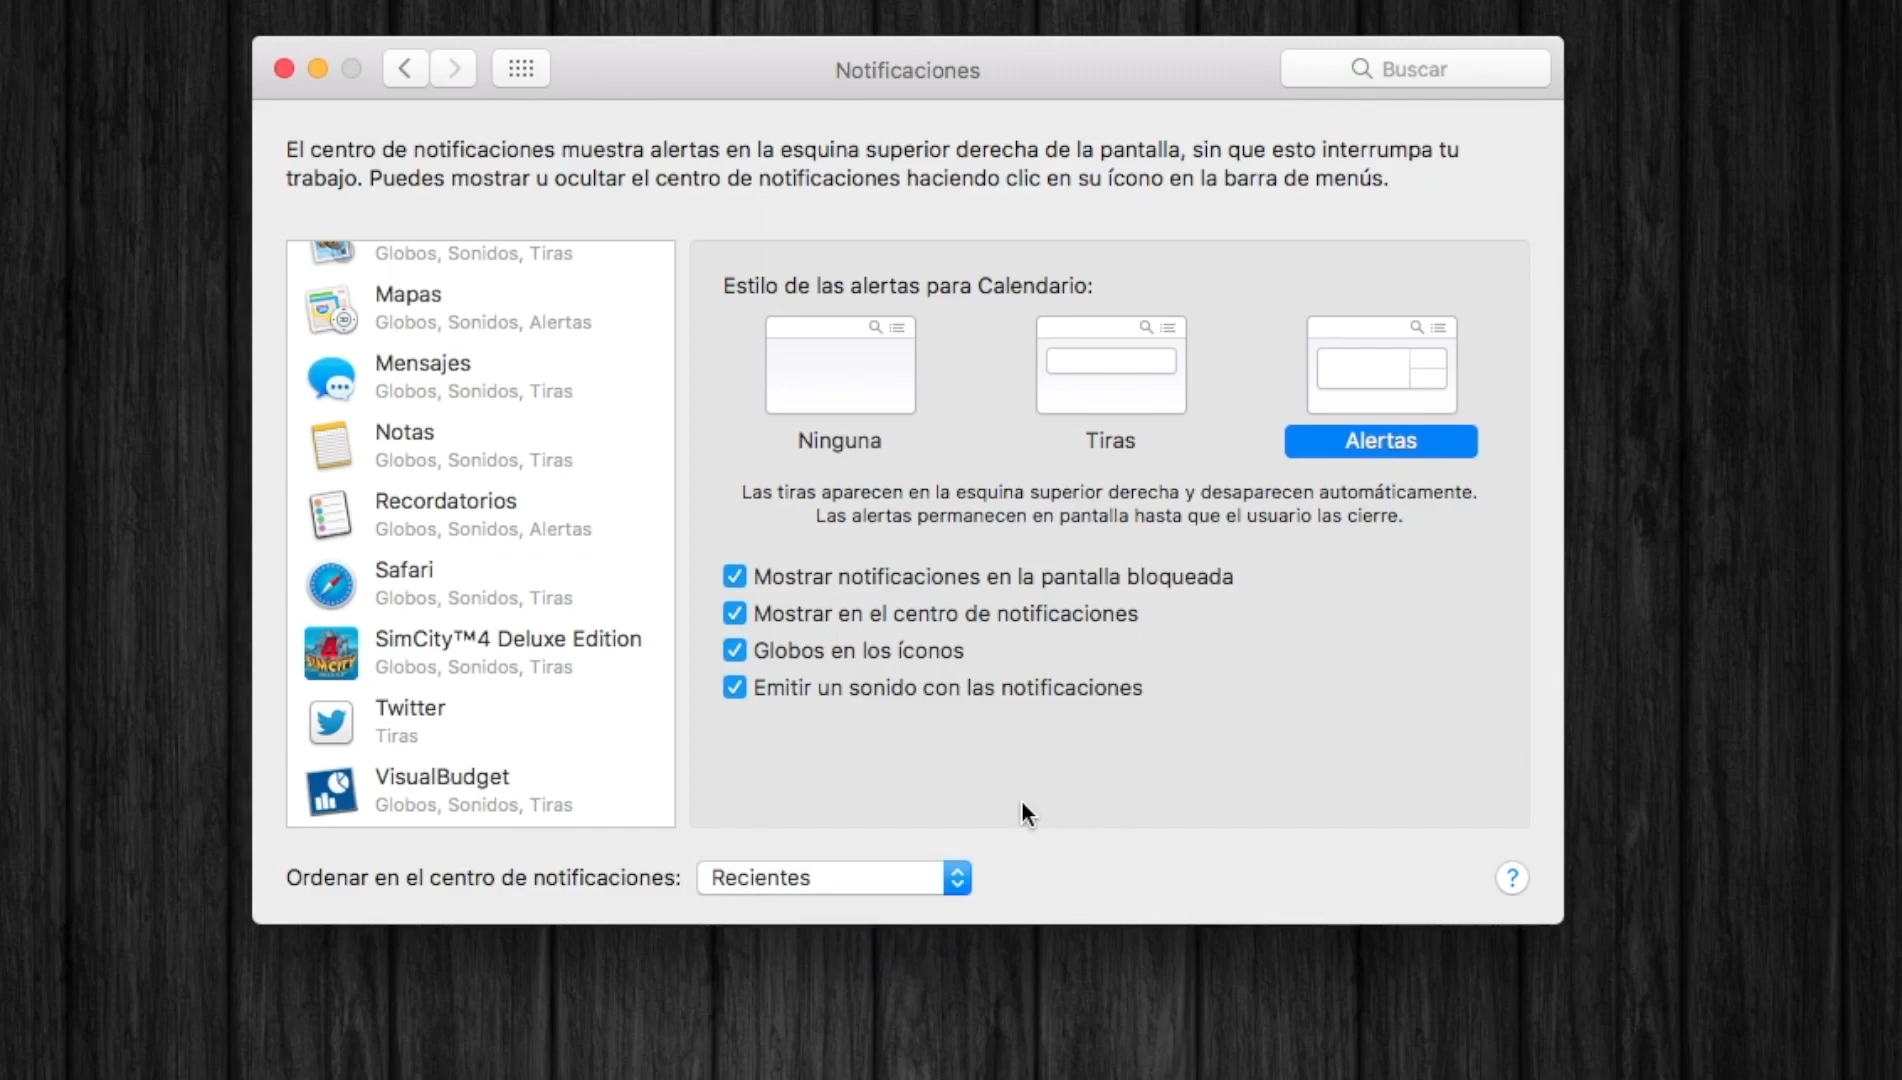 Notificaciones
Buscar
El centro de notificaciones muestra alertas en la esquina superior derecha de la pantalla, sin que esto interrumpa tu
trabajo. Puedes mostrar u ocultar el centro de notificaciones haciendo clic en su ícono en la barra de menús.
Globos, Sonidos, Tiras
Mapas
Globos, Sonidos, Alertas
Mensajes
Globos, Sonidos, Tiras
Notas
Globos, Sonidos, Tiras
Recordatorios
Globos, Sonidos, Alertas
Safari
Globos, Sonidos, Tiras
SimCity™4 Deluxe Edition
Globos, Sonidos, Tiras
Twitter
Tiras
VisualBudget
Globos, Sonidos, Tiras
Estilo de las alertas para Calendario:
Ninguna
Tiras
Alertas
Las tiras aparecen en la esquina superior derecha y desaparecen automáticamente.
Las alertas permanecen en pantalla hasta que el usuario las cierre.
Mostrar notificaciones en la pantalla bloqueada
Mostrar en el centro de notificaciones
Globos en los íconos
Emitir un sonido con las notificaciones
Ordenar en el centro de notificaciones:
Recientes
?